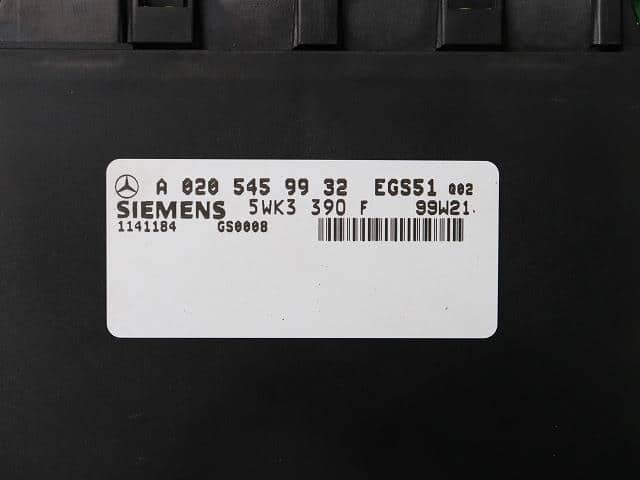 A 020 545 99 32 EGS51 Q02
SIEMENS 5WK3 390 F 99W21
1141184 GS0008